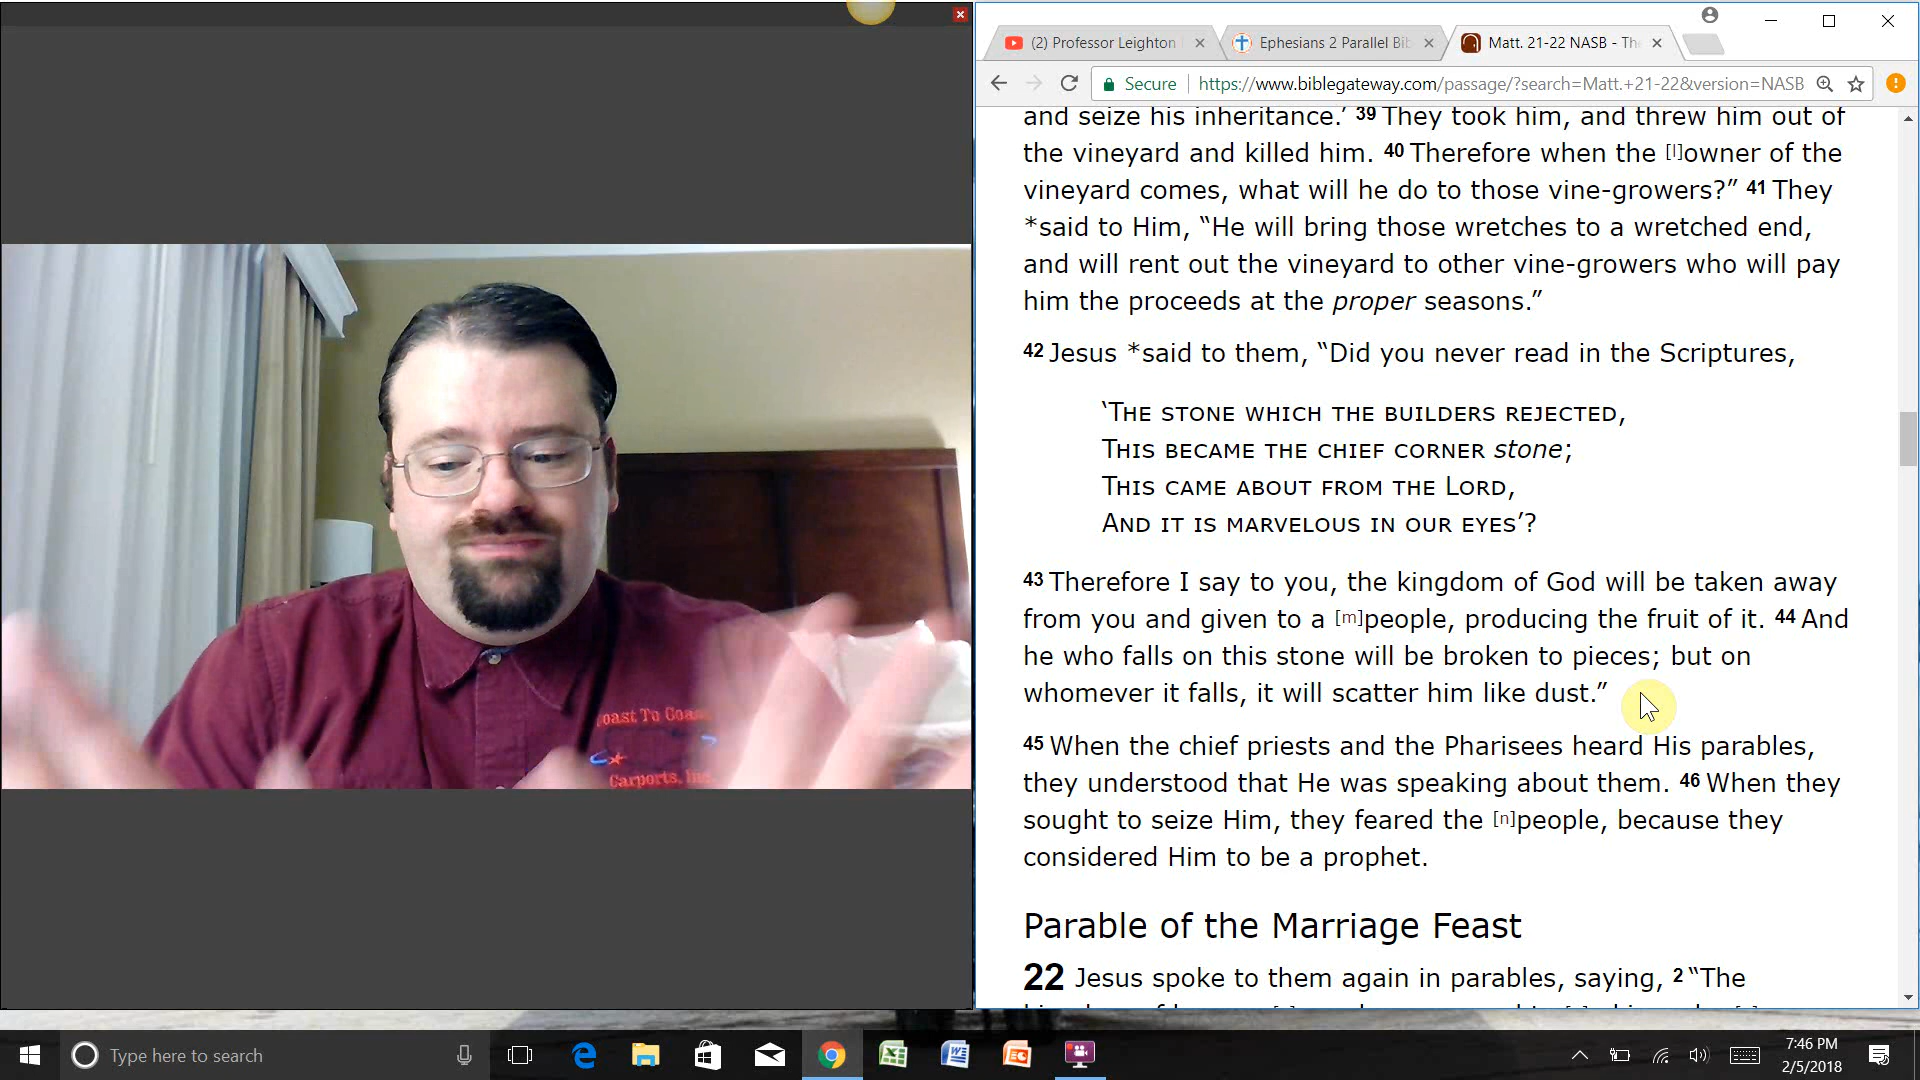 (2) Professor Leighton
Ephesians 2 Parallel Bib
Matt. 21-22 NASB - The
Secure
https://www.biblegateway.com/passage/?search=Matt.+21-22&version=NASB
and seize his inheritance.’ 39 They took him, and threw him out of
the vineyard and killed him. 40 Therefore when the [l]owner of the
vineyard comes, what will he do to those vine-growers?” 41 They
*said to Him, “He will bring those wretches to a wretched end,
and will rent out the vineyard to other vine-growers who will pay
him the proceeds at the proper seasons.”
42 Jesus *said to them, “Did you never read in the Scriptures,
‘The stone which the builders rejected,
This became the chief corner stone;
This came about from the Lord,
And it is marvelous in our eyes’?
43 Therefore I say to you, the kingdom of God will be taken away
from you and given to a [m]people, producing the fruit of it. 44 And
he who falls on this stone will be broken to pieces; but on
whomever it falls, it will scatter him like dust.”
45 When the chief priests and the Pharisees heard His parables,
they understood that He was speaking about them. 46 When they
sought to seize Him, they feared the [n]people, because they
considered Him to be a prophet.
Parable of the Marriage Feast
22 Jesus spoke to them again in parables, saying, 2 “The
oast To Coas
Carports, Inc.
Type here to search
7:46 PM
2/5/2018